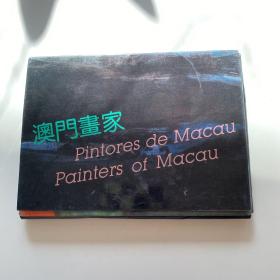 澳門畫家
Pintores de Macau
Painters of Macau